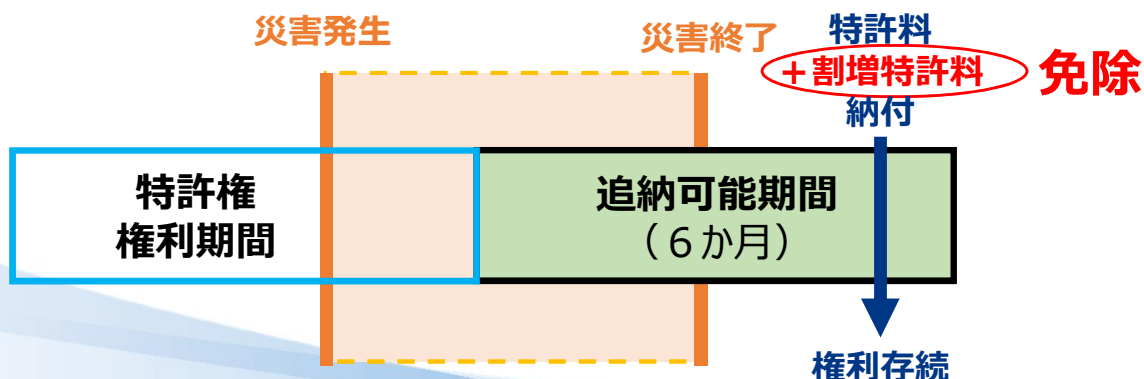 災害発生
災害終了
特許料
+割増特許料
免除
納付
特許権
権利期間
追納可能期間
（６か月）
権利存続